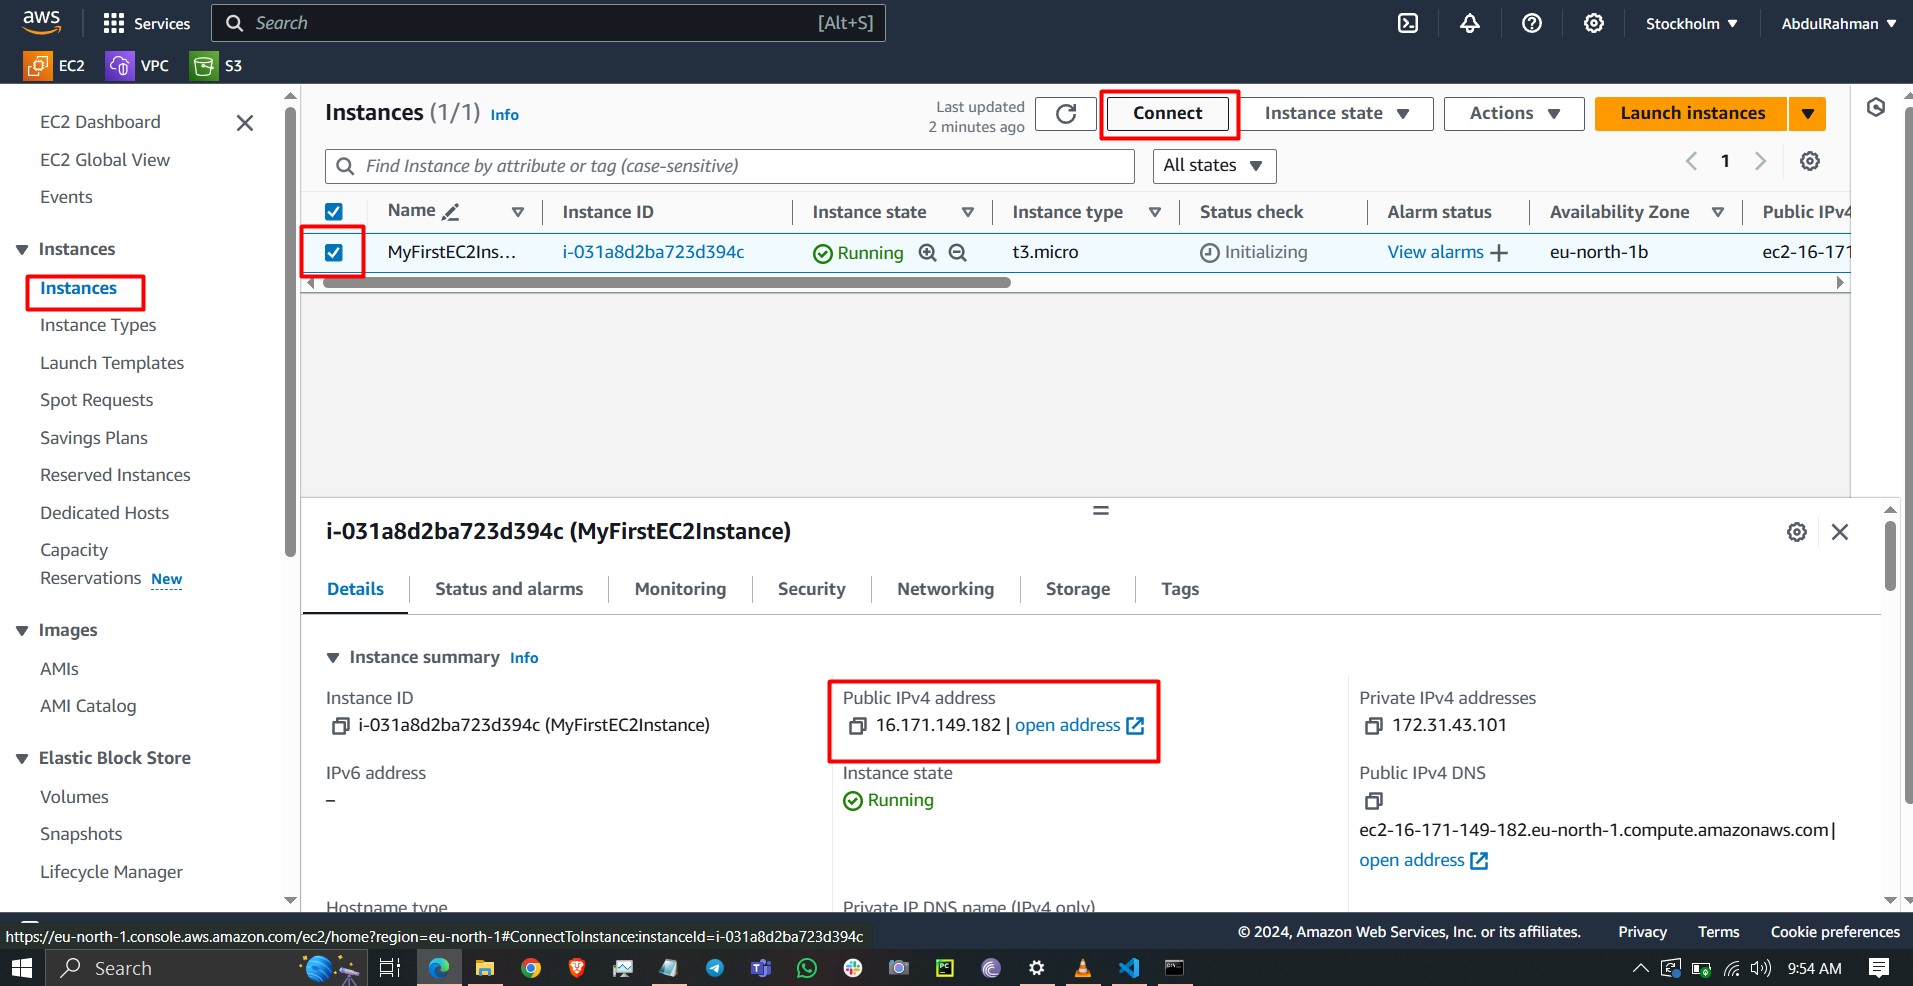 aws
Services
Search
[Alt+S]
Stockholm
AbdulRahman
EC2
VPC
S3
EC2 Dashboard
EC2 Global View
Events
Instances
Instances
Instance Types
Launch Templates
Spot Requests
Savings Plans
Reserved Instances
Dedicated Hosts
Capacity
Reservations New
Images
AMIs
AMI Catalog
Elastic Block Store
Volumes
Snapshots
Lifecycle Manager
Instances (1/1) Info
Last updated
2 minutes ago
Connect
Instance state
Actions
Launch instances
Find Instance by attribute or tag (case-sensitive)
All states
1
Name
Instance ID
Instance state
Instance type
Status check
Alarm status
Availability Zone
Public IPv4
MyFirstEC2Ins...
i-031a8d2ba723d394c
Running
t3.micro
Initializing
View alarms
eu-north-1b
ec2-16-171
i-031a8d2ba723d394c (MyFirstEC2Instance)
Details
Status and alarms
Monitoring
Security
Networking
Storage
Tags
Instance summary Info
Instance ID
i-031a8d2ba723d394c (MyFirstEC2Instance)
Public IPv4 address
16.171.149.182 | open address
Private IPv4 addresses
172.31.43.101
IPv6 address
–
Instance state
Running
Public IPv4 DNS
ec2-16-171-149-182.eu-north-1.compute.amazonaws.com |
open address
Hostname type
Private IP DNS name (IPv4 only)
https://eu-north-1.console.aws.amazon.com/ec2/home?region=eu-north-1#ConnectToInstance:instanceId=i-031a8d2ba723d394c
© 2024, Amazon Web Services, Inc. or its affiliates.
Privacy
Terms
Cookie preferences
Search
9:54 AM